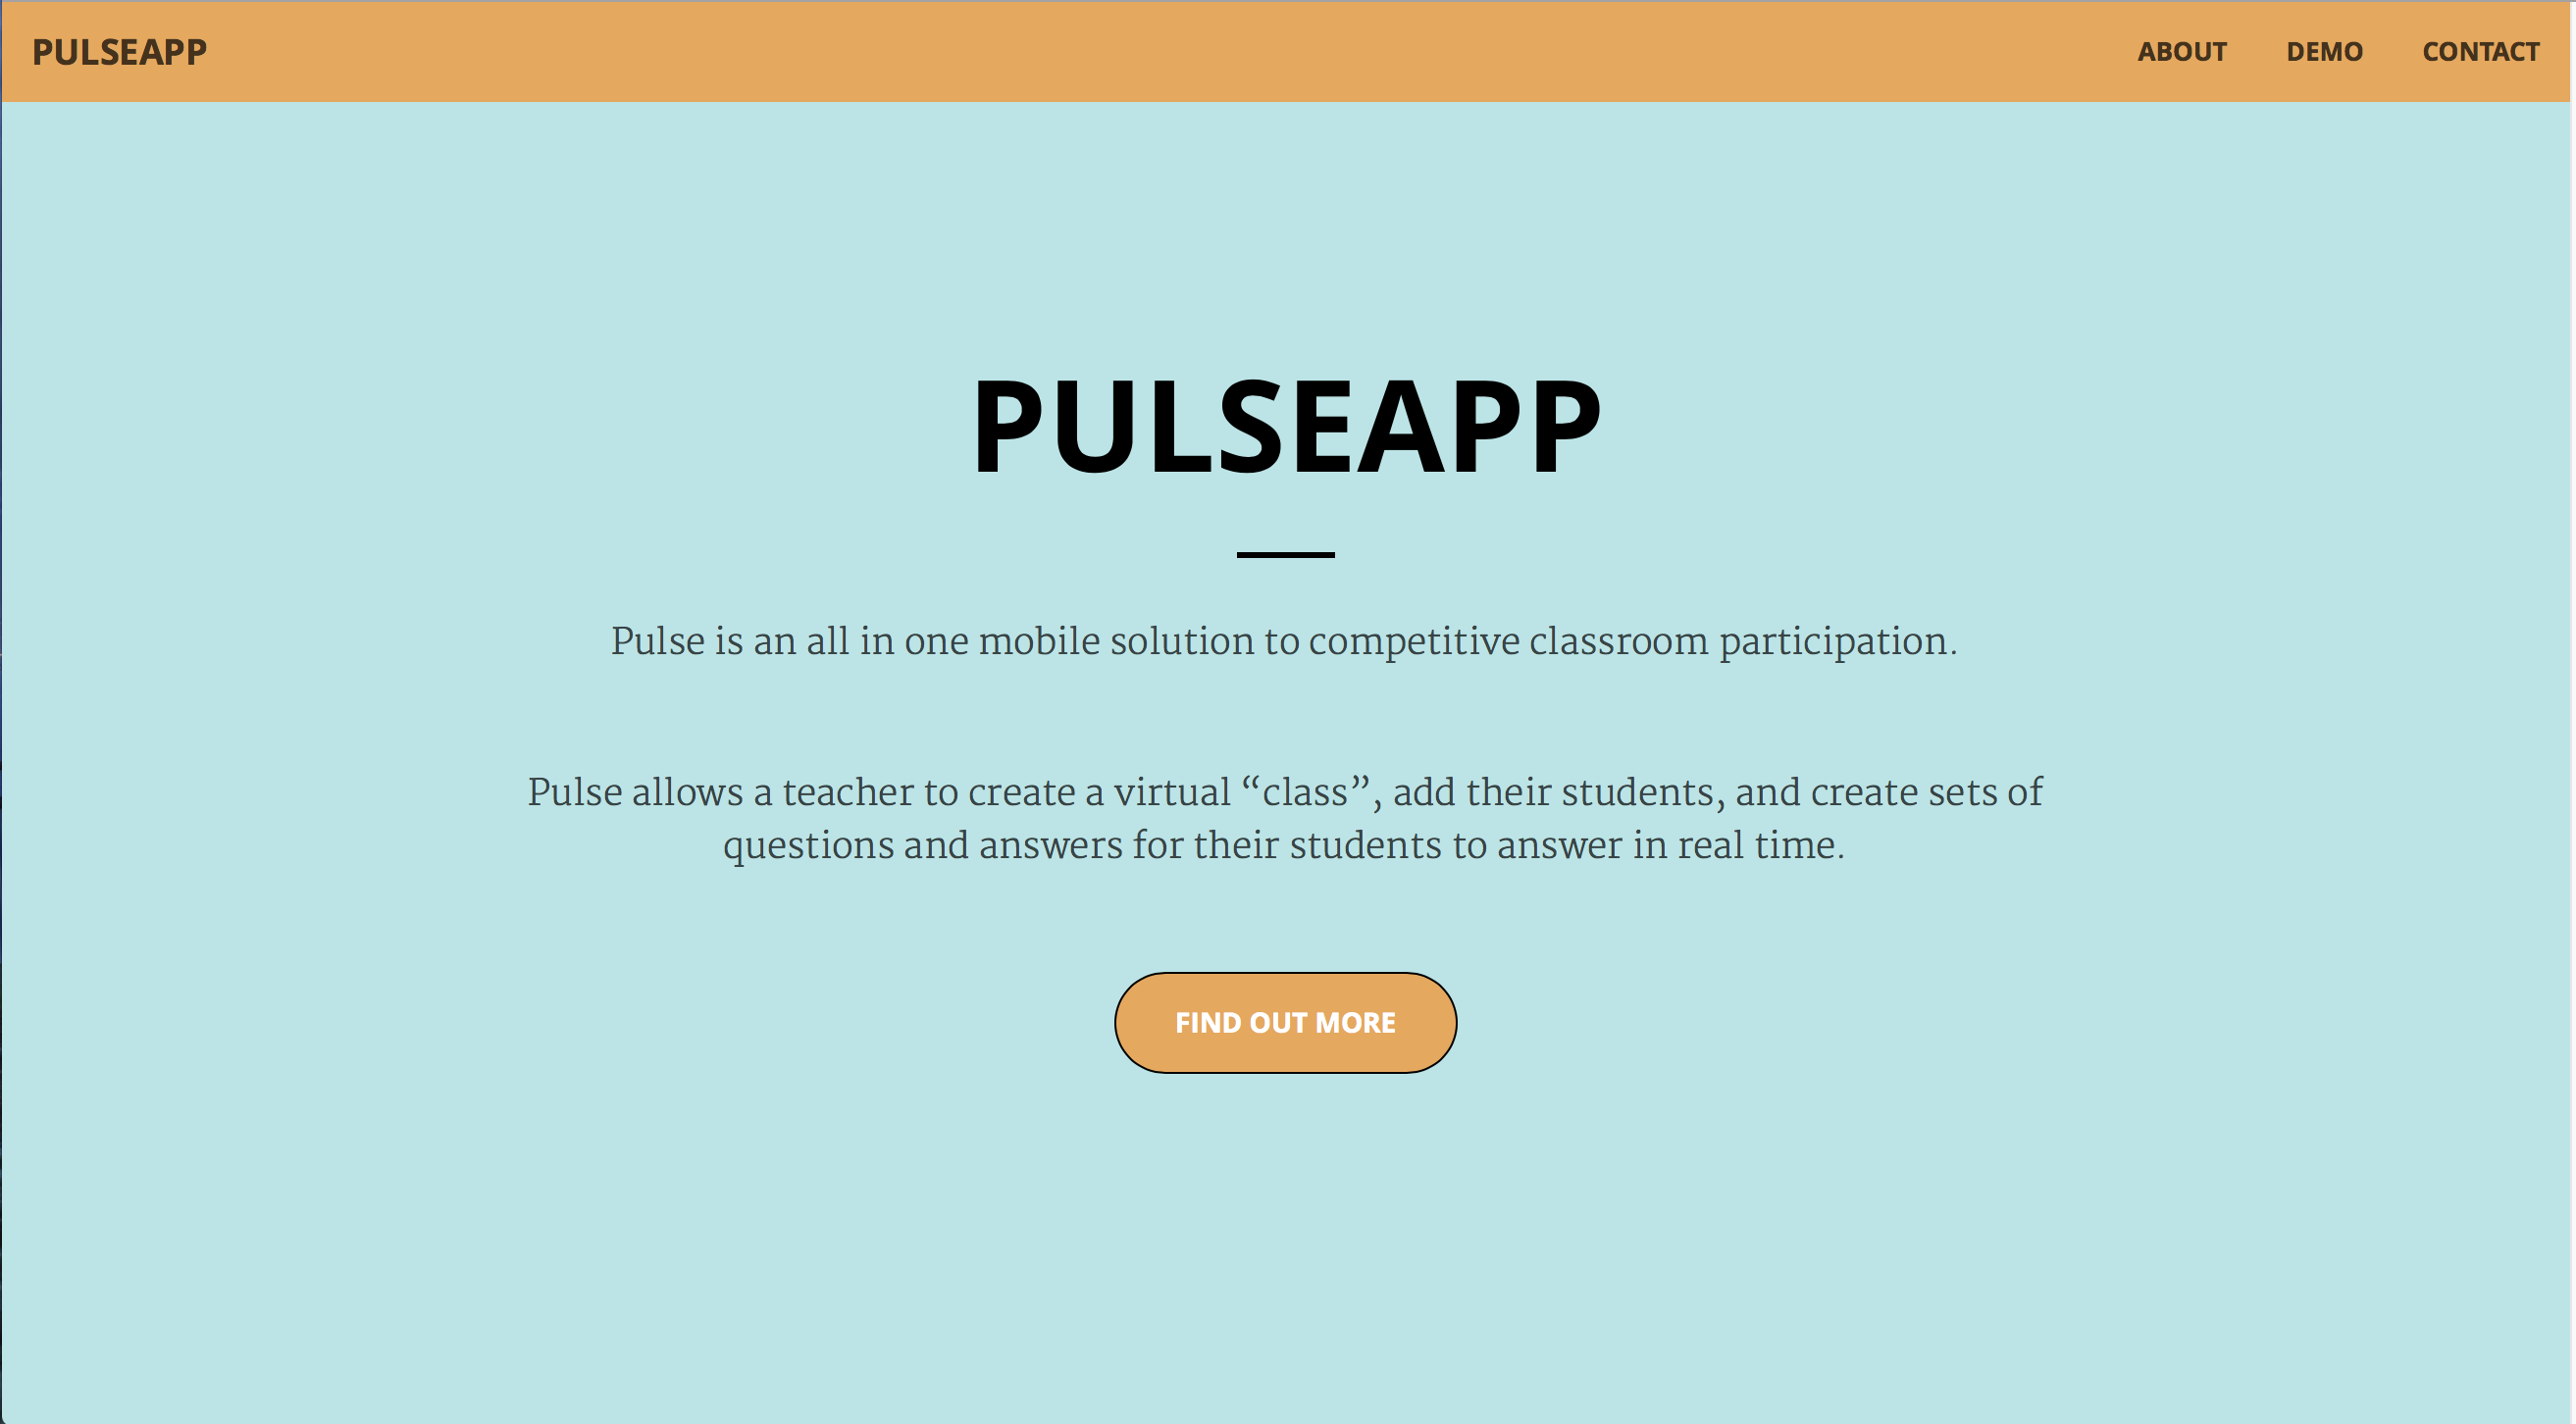 PULSEAPP
ABOUT DEMO CONTACT
PULSEAPP
Pulse is an all in one mobile solution to competitive classroom participation.
Pulse allows a teacher to create a virtual “class”, add their students, and create sets of
questions and answers for their students to answer in real time.
FIND OUT MORE